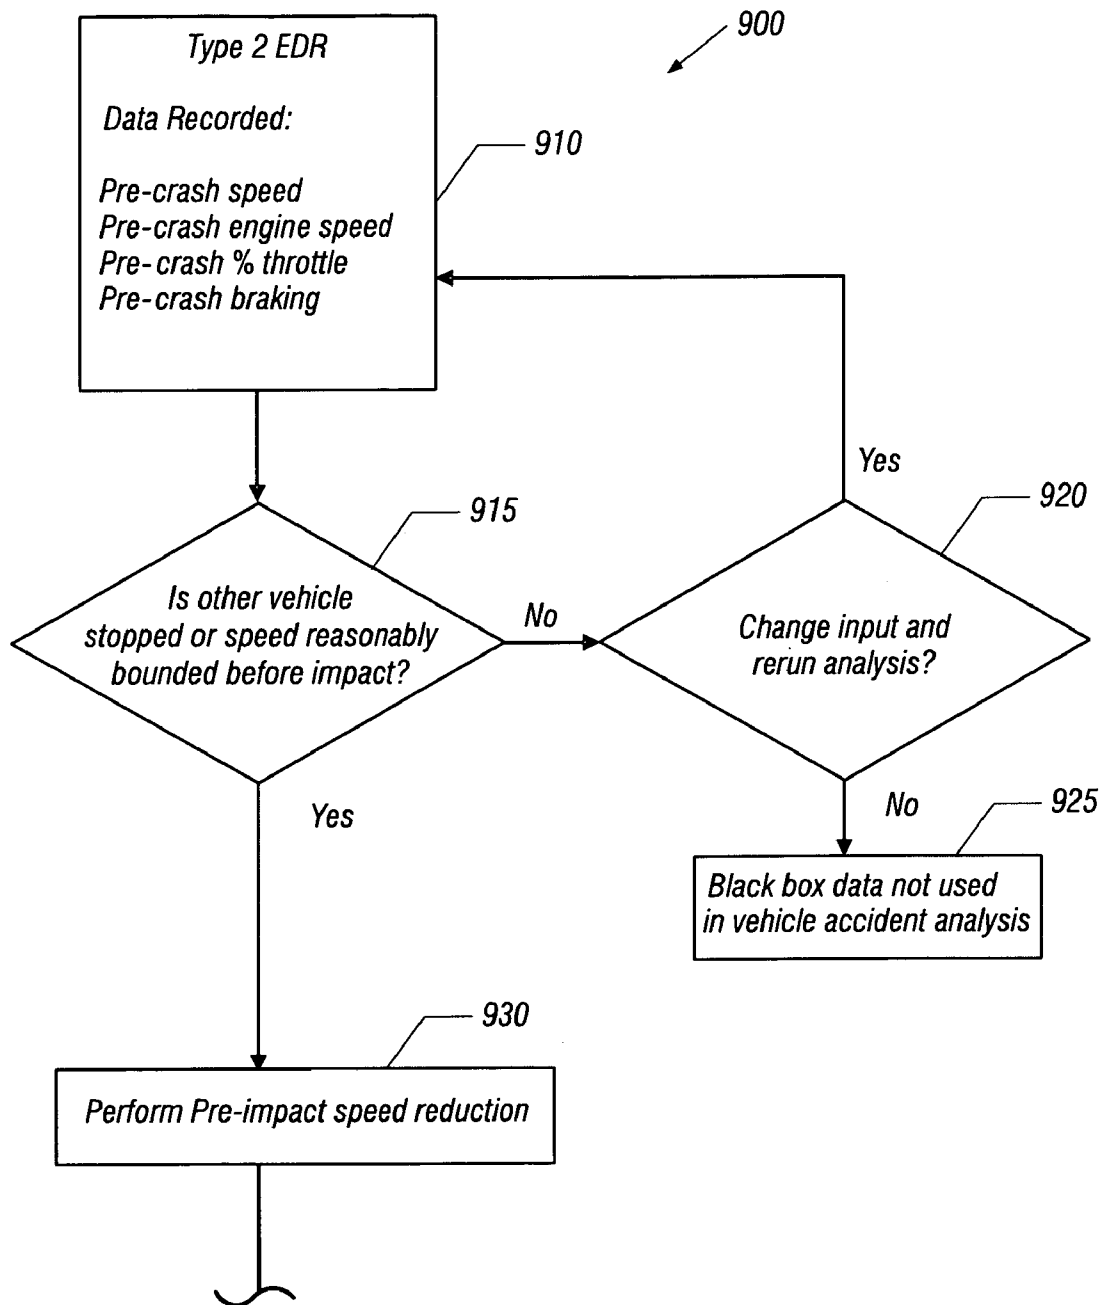 900
Type 2 EDR
Data Recorded:
910
Pre-crash speed
Pre-crash engine speed
Pre-crash % throttle
Pre-crash braking
Yes
920
915
Is other vehicle
stopped or speed reasonably
bounded before impact?
No
Change input and
rerun analysis?
Yes
No
925
Black box data not used
in vehicle accident analysis
930
Perform Pre-impact speed reduction